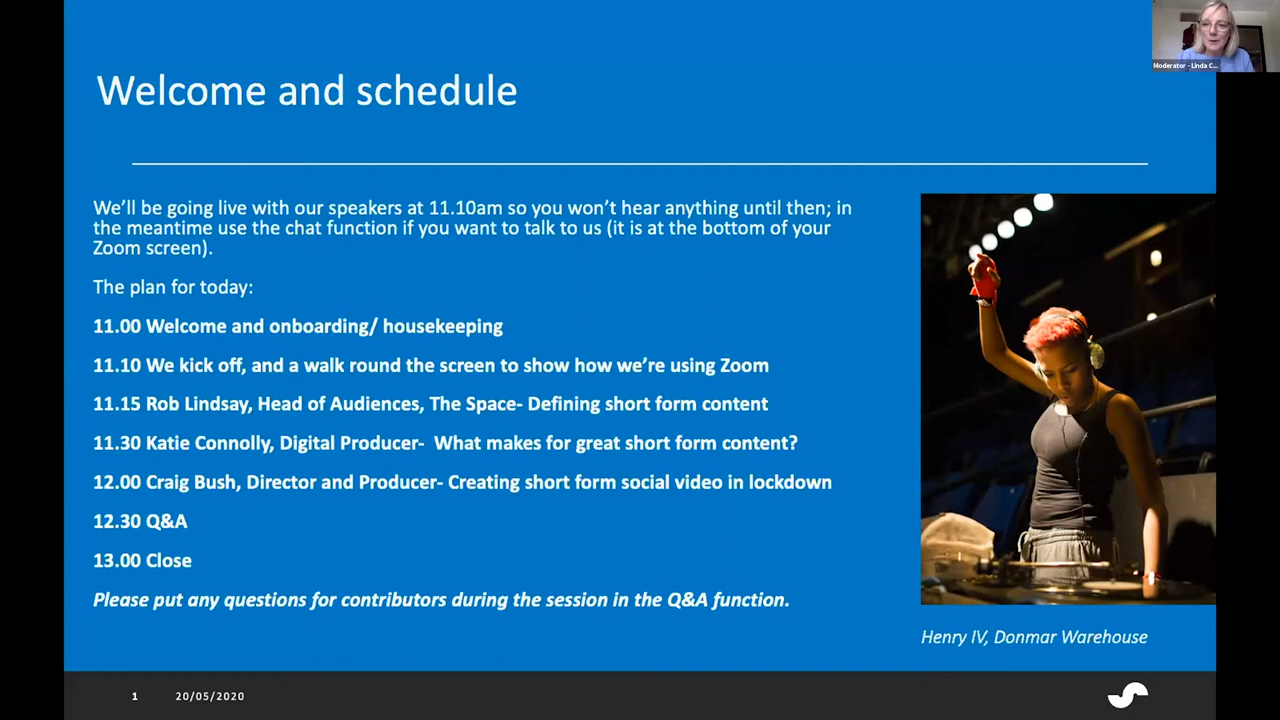 Moderator - Linda C...
Welcome and schedule
We’ll be going live with our speakers at 11.10am so you won’t hear anything until then; in
the meantime use the chat function if you want to talk to us (it is at the bottom of your
Zoom screen).
The plan for today:
11.00 Welcome and onboarding/ housekeeping
11.10 We kick off, and a walk round the screen to show how we’re using Zoom
11.15 Rob Lindsay, Head of Audiences, The Space- Defining short form content
11.30 Katie Connolly, Digital Producer-  What makes for great short form content?
12.00 Craig Bush, Director and Producer- Creating short form social video in lockdown
12.30 Q&A
13.00 Close
Please put any questions for contributors during the session in the Q&A function.
Henry IV, Donmar Warehouse
1 20/05/2020